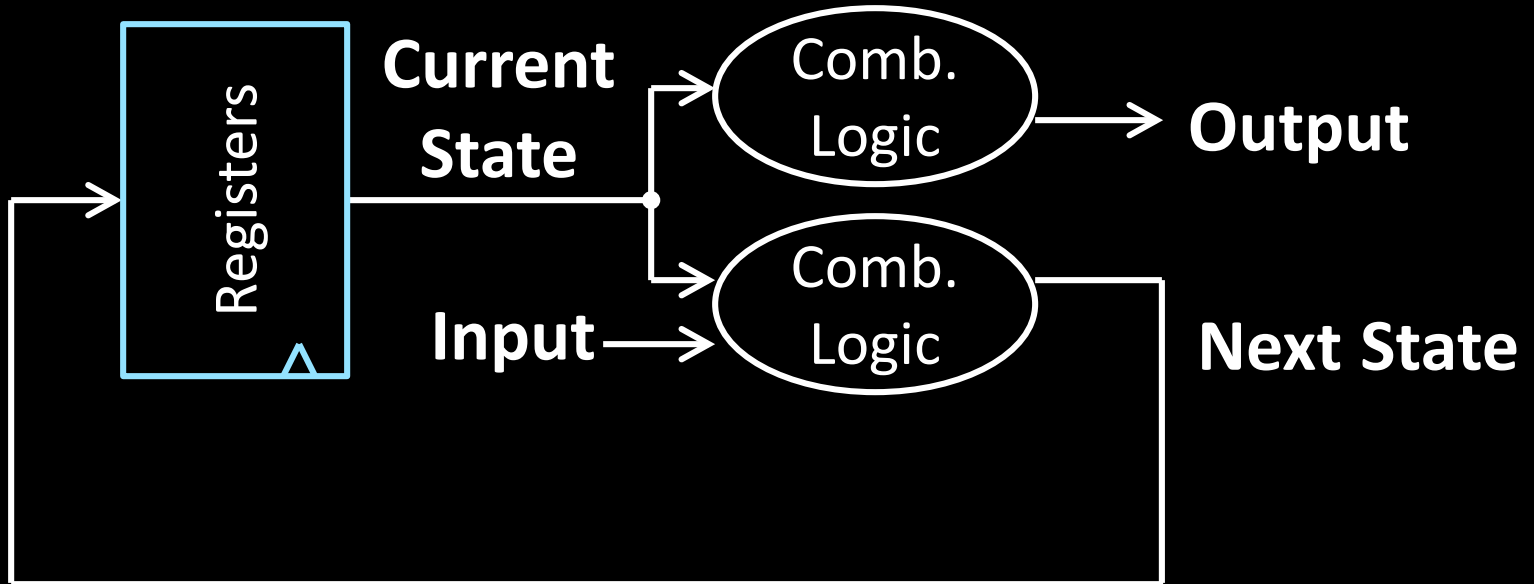 Registers
Current
State
Comb.
Logic
Output
Input
Comb.
Logic
Next State